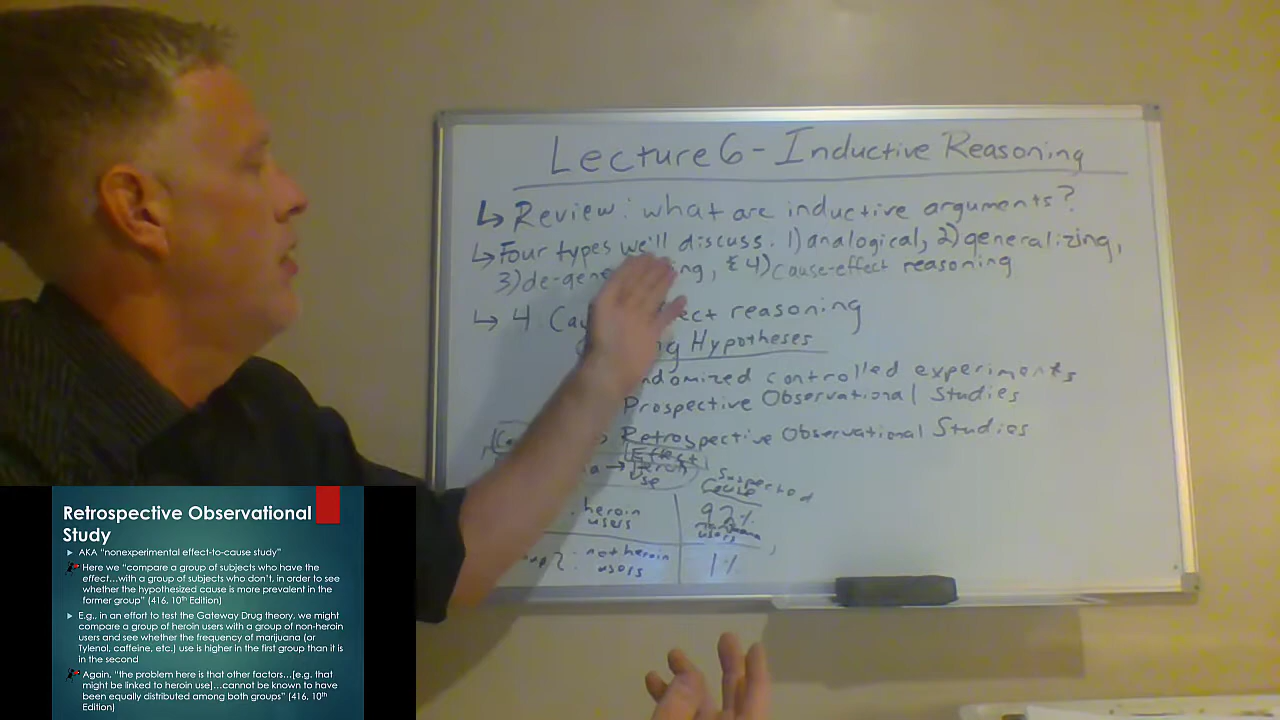 Lecture 6 - Inductive Reasoning
↳ Review: what are inductive arguments?
↳ Four types we'll discuss. 1) analogical, 2) generalizing,
3) de-gene ng, & 4) cause-effect reasoning
↳ 4 Ca ect reasoning
ng Hypotheses
ndomized controlled experiments
Prospective Observational Studies
Retrospective Observational Studies
Effect
a → Heroin
use
Suspected
Cause
heroin
users
92%
users
2: not heroin
users
1%
Retrospective Observational
Study
AKA “nonexperimental effect-to-cause study”
Here we “compare a group of subjects who have the
effect…with a group of subjects who don’t, in order to see
whether the hypothesized cause is more prevalent in the
former group” (416, 10th Edition)
E.g., in an effort to test the Gateway Drug theory, we might
compare a group of heroin users with a group of non-heroin
users and see whether the frequency of marijuana (or
Tylenol, caffeine, etc.) use is higher in the first group than it is
in the second
Again, “the problem here is that other factors…[e.g. that
might be linked to heroin use]…cannot be known to have
been equally distributed among both groups” (416, 10th
Edition)